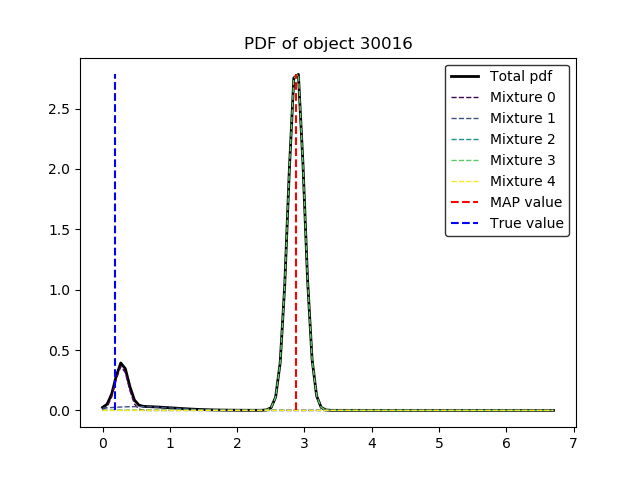 PDF of object 30016
Total pdf
Mixture 0
Mixture 1
Mixture 2
Mixture 3
Mixture 4
MAP value
True value
2.5
2.0
1.5
1.0
0.5
0.0
0 1 2 3 4 5 6 7